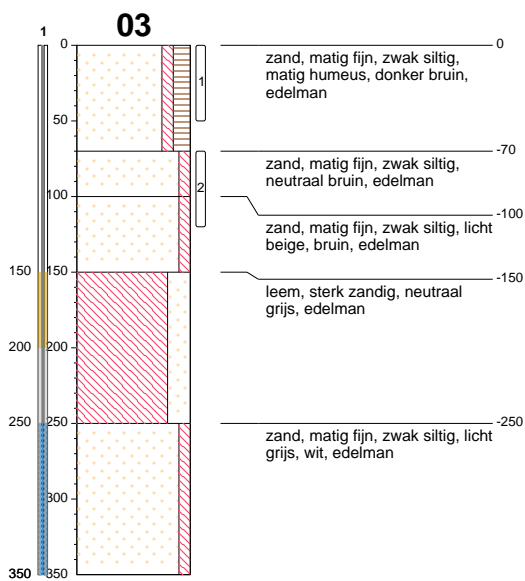 03
1
0
50
100
150
200
250
300
350
150
200
250
350
1
2
zand, matig fijn, zwak siltig,
matig humeus, donker bruin,
edelman
0
zand, matig fijn, zwak siltig,
neutraal bruin, edelman
-70
zand, matig fijn, zwak siltig, licht
beige, bruin, edelman
-100
leem, sterk zandig, neutraal
grijs, edelman
-150
zand, matig fijn, zwak siltig, licht
grijs, wit, edelman
-250